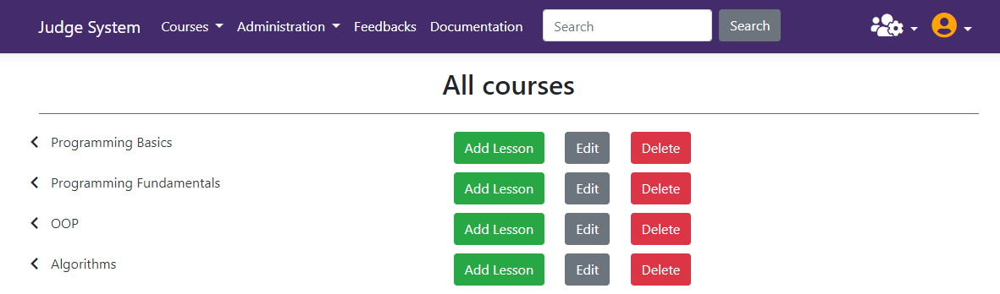 Judge System Courses Administration Feedbacks Documentation Search Search
All courses
Programming Basics Add Lesson Edit Delete
Programming Fundamentals Add Lesson Edit Delete
OOP Add Lesson Edit Delete
Algorithms Add Lesson Edit Delete